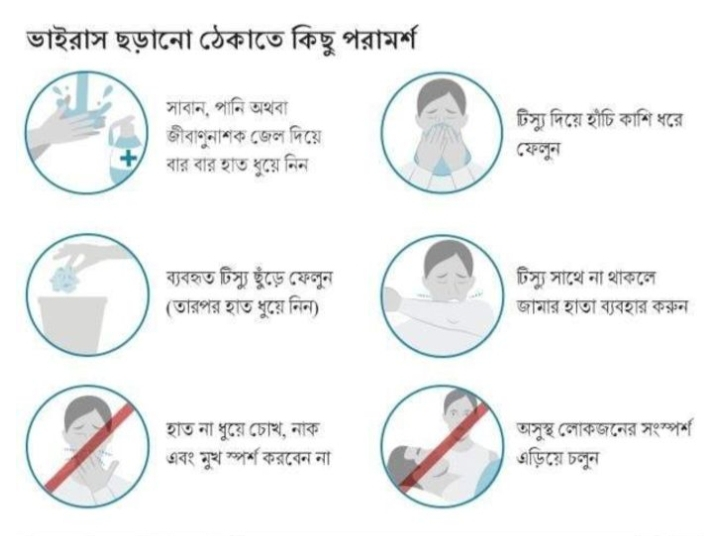 ভাইরাস ছড়ানো ঠেকাতে কিছু পরামর্শ
সাবান, পানি অথবা
জীবাণুনাশক জেল দিয়ে
বার বার হাত ধুয়ে নিন
টিস্যু দিয়ে হাঁচি কাশি ধরে
ফেলুন
ব্যবহৃত টিস্যু ছুঁড়ে ফেলুন
(তারপর হাত ধুয়ে নিন)
টিস্যু সাথে না থাকলে
জামার হাতা ব্যবহার করুন
হাত না ধুয়ে চোখ, নাক
এবং মুখ স্পর্শ করবেন না
অসুস্থ লোকজনের সংস্পর্শ
এড়িয়ে চলুন